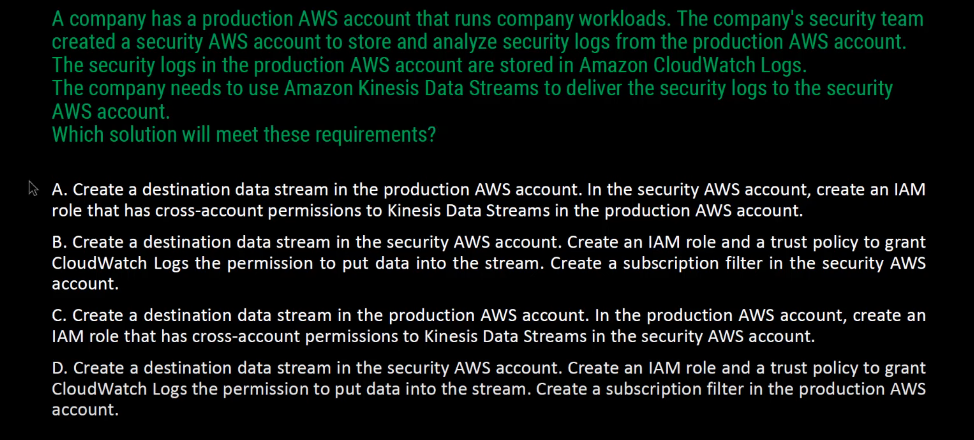 A company has a production AWS account that runs company workloads. The company's security team
created a security AWS account to store and analyze security logs from the production AWS account.
The security logs in the production AWS account are stored in Amazon CloudWatch Logs.
The company needs to use Amazon Kinesis Data Streams to deliver the security logs to the security
AWS account.
Which solution will meet these requirements?
A. Create a destination data stream in the production AWS account. In the security AWS account, create an IAM
role that has cross-account permissions to Kinesis Data Streams in the production AWS account.
B. Create a destination data stream in the security AWS account. Create an IAM role and a trust policy to grant
CloudWatch Logs the permission to put data into the stream. Create a subscription filter in the security AWS
account.
C. Create a destination data stream in the production AWS account. In the production AWS account, create an
IAM role that has cross-account permissions to Kinesis Data Streams in the security AWS account.
D. Create a destination data stream in the security AWS account. Create an IAM role and a trust policy to grant
CloudWatch Logs the permission to put data into the stream. Create a subscription filter in the production AWS
account.